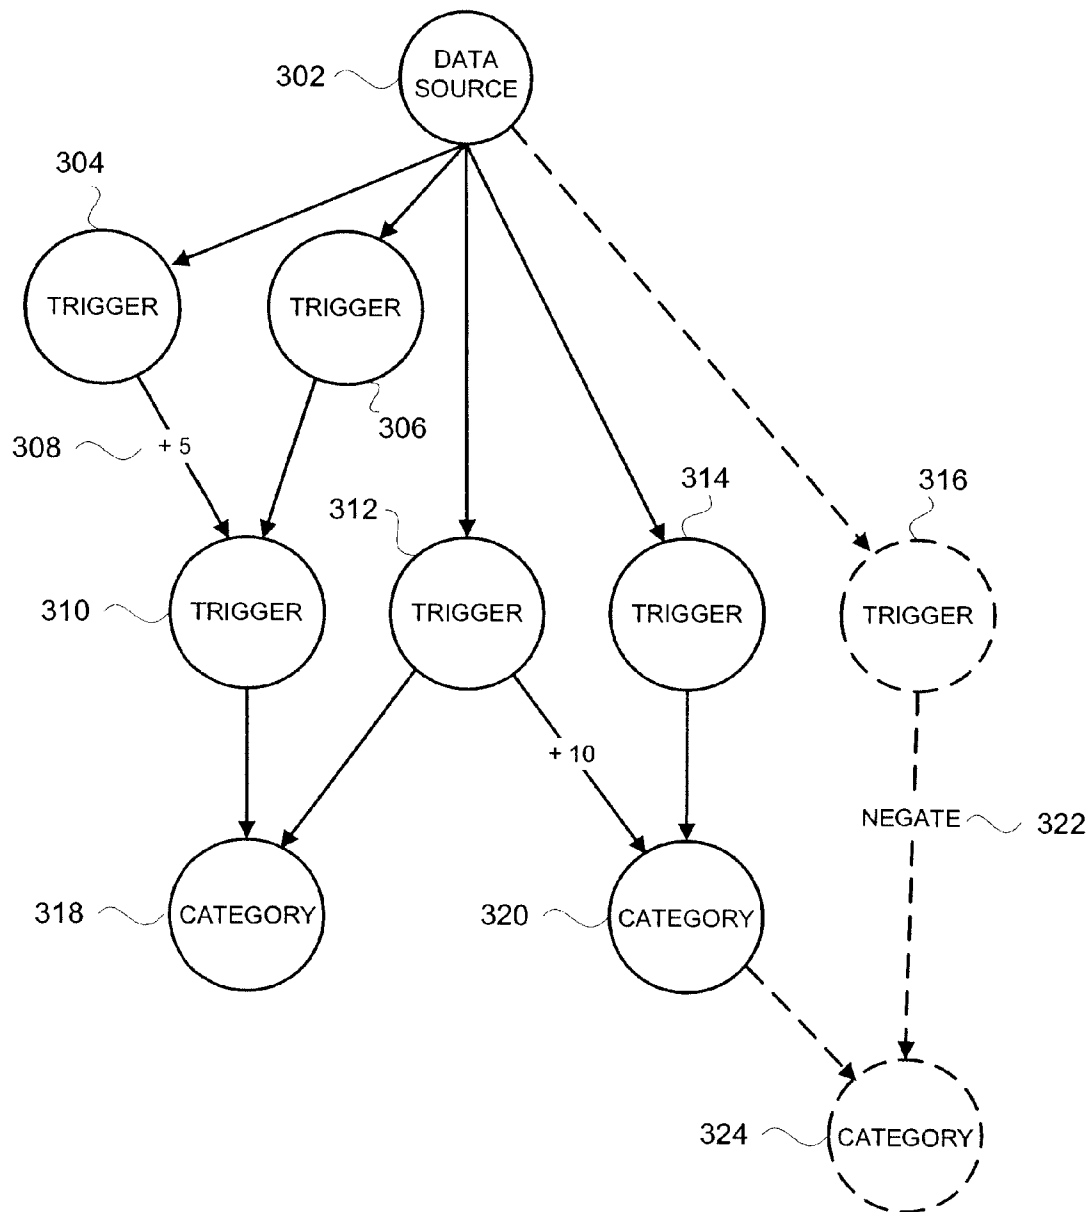 DATA
SOURCE
302
304
TRIGGER
TRIGGER
306
308
+ 5
312
314
316
310
TRIGGER
TRIGGER
TRIGGER
TRIGGER
+ 10
NEGATE
322
318
CATEGORY
320
CATEGORY
324
CATEGORY